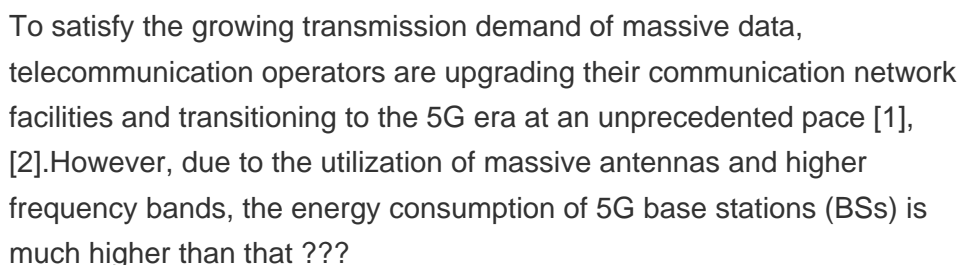 To satisfy the growing transmission demand of massive data,
telecommunication operators are upgrading their communication network
facilities and transitioning to the 5G era at an unprecedented pace [1],
[2].However, due to the utilization of massive antennas and higher
frequency bands, the energy consumption of 5G base stations (BSs) is
much higher than that ???